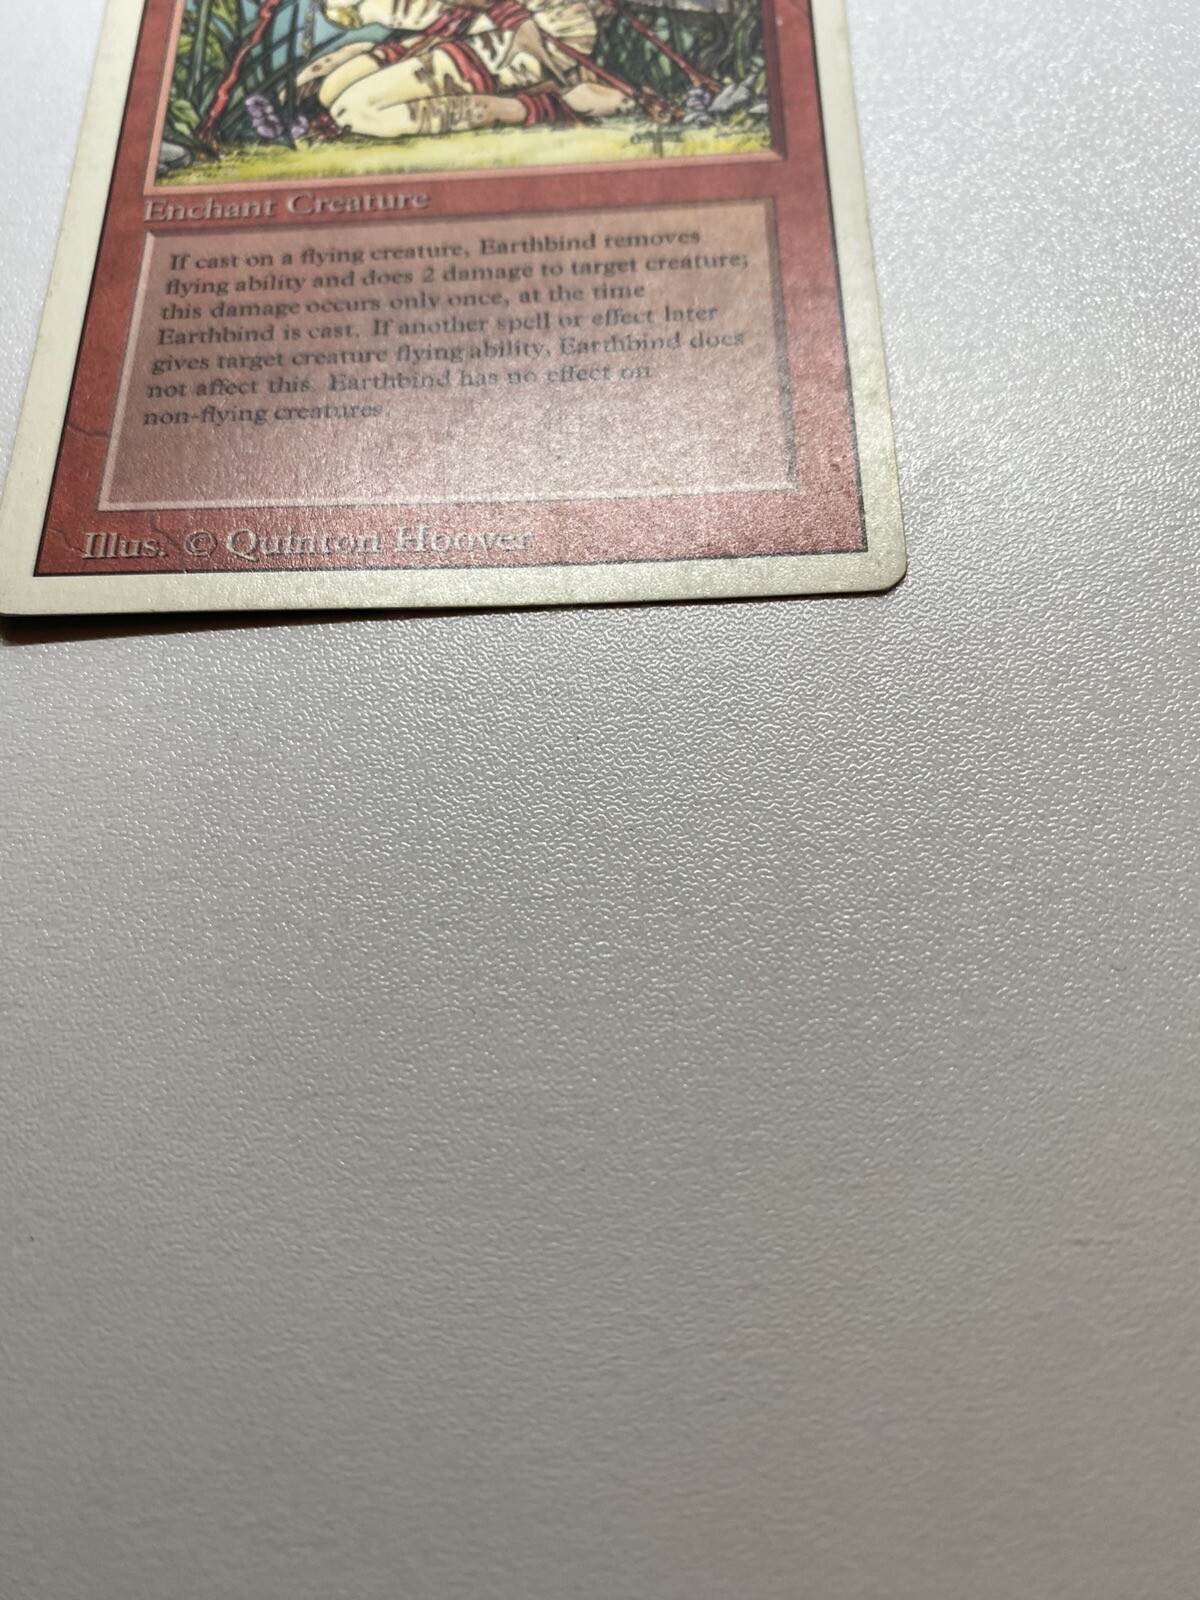 Enchant Creature
If cast on a flying creature, Earthbind removes
flying ability and does 2 damage to target creature;
this damage occurs only once, at the time
Earthbind is cast. If another spell or effect later
gives target creature flying ability, Earthbind does
not affect this. Earthbind has no effect on
non-flying creatures.
Illus. © Quinton Hoover